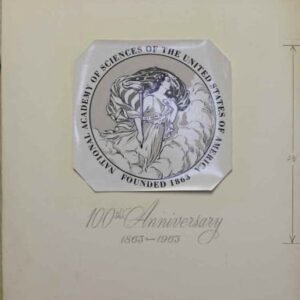 NATIONAL ACADEMY OF SCIENCES OF THE UNITED STATES OF AMERICA
FOUNDED 1863
100th Anniversary
1863–1963